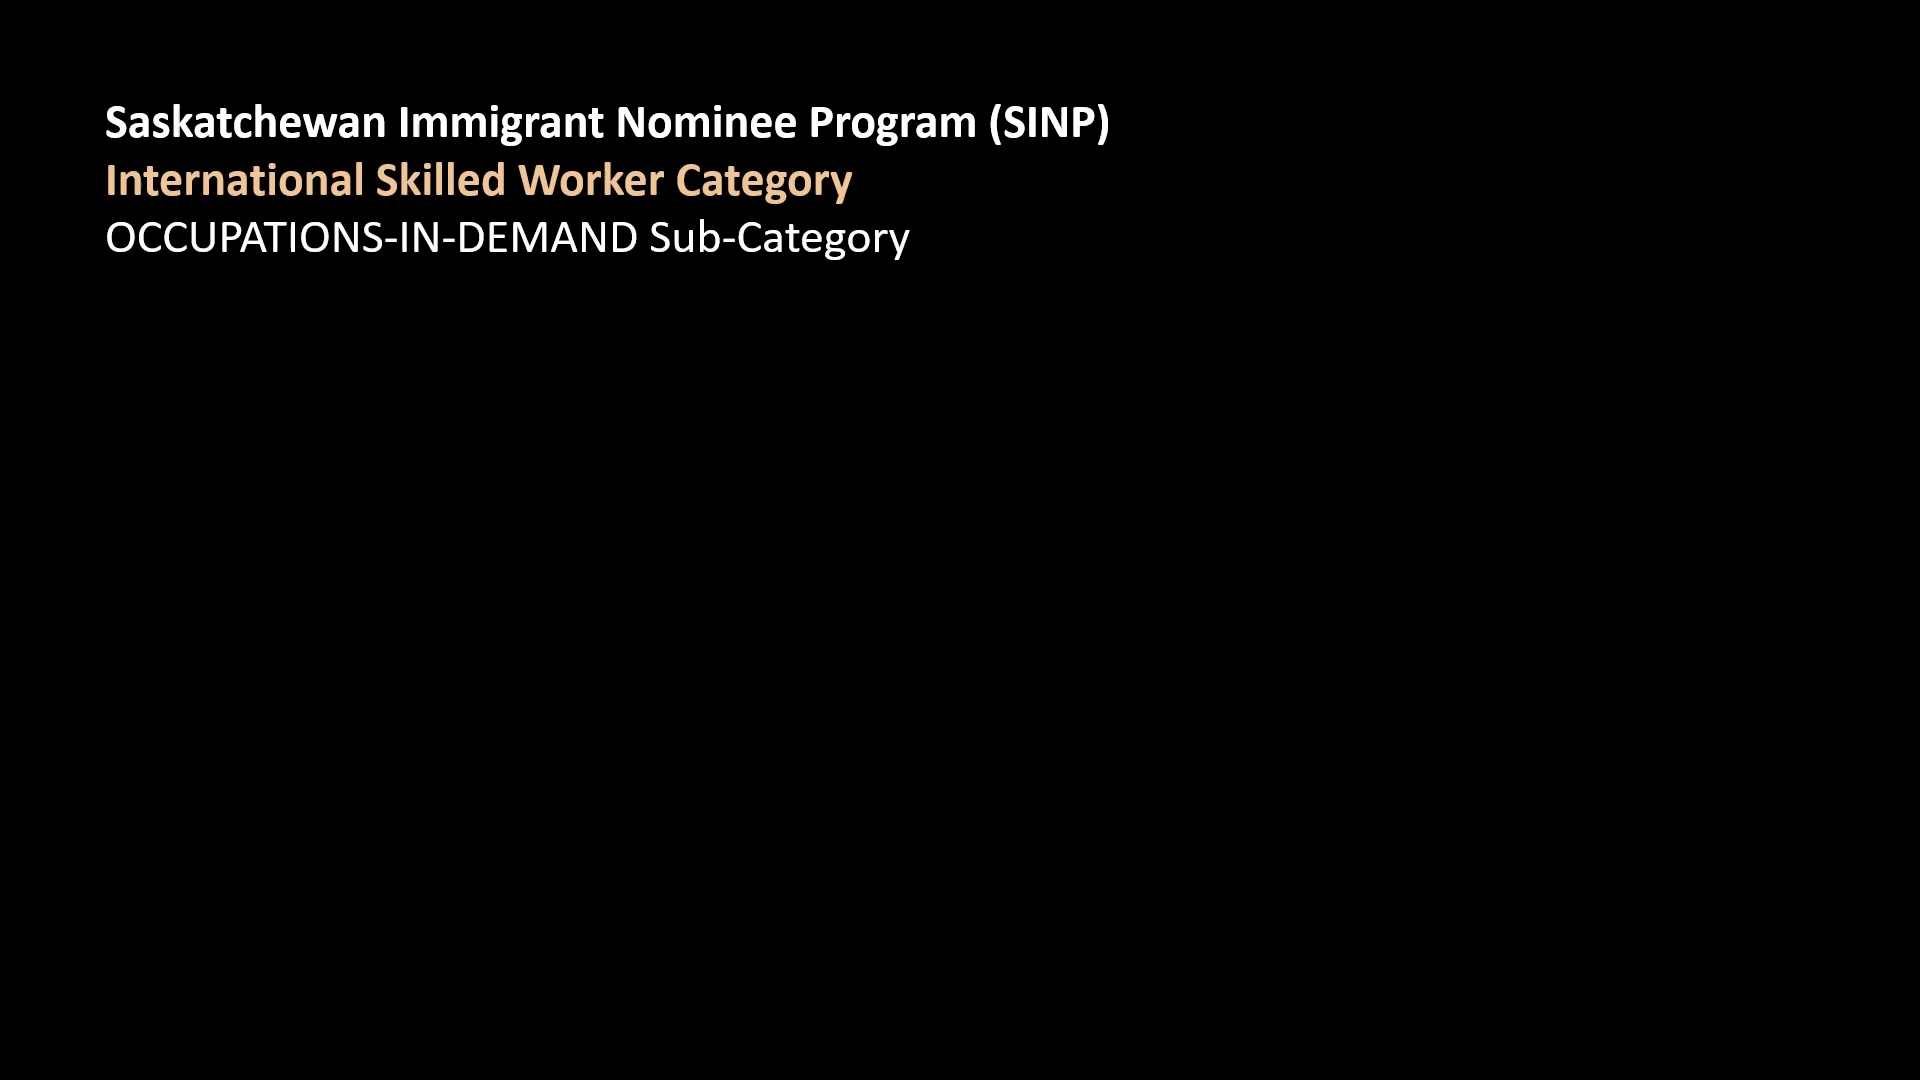 Saskatchewan Immigrant Nominee Program (SINP)
International Skilled Worker Category
OCCUPATIONS-IN-DEMAND Sub-Category